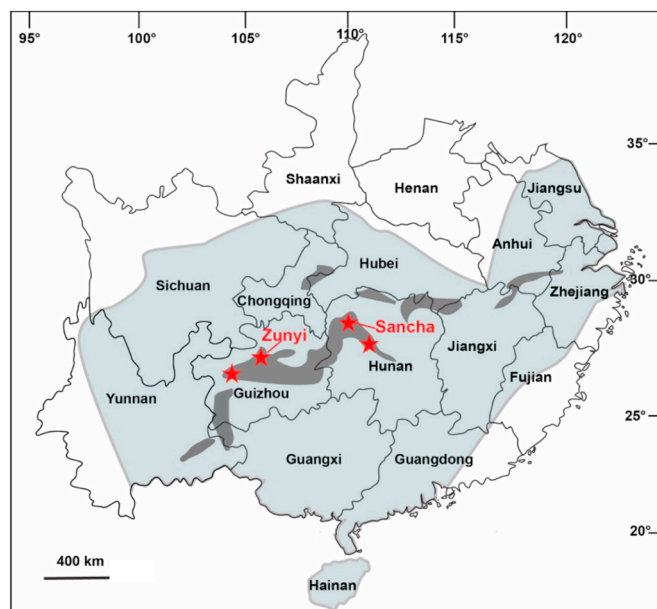 95° 100° 105° 110° 115° 120°
35°
Shaanxi Henan Jiangsu
Anhui
Hubei
30°
Sichuan Chongqing Zhejiang
Zunyi Sancha
Jiangxi
Hunan Fujian
Yunnan Guizhou
25°
Guangxi Guangdong
20°
400 km
Hainan